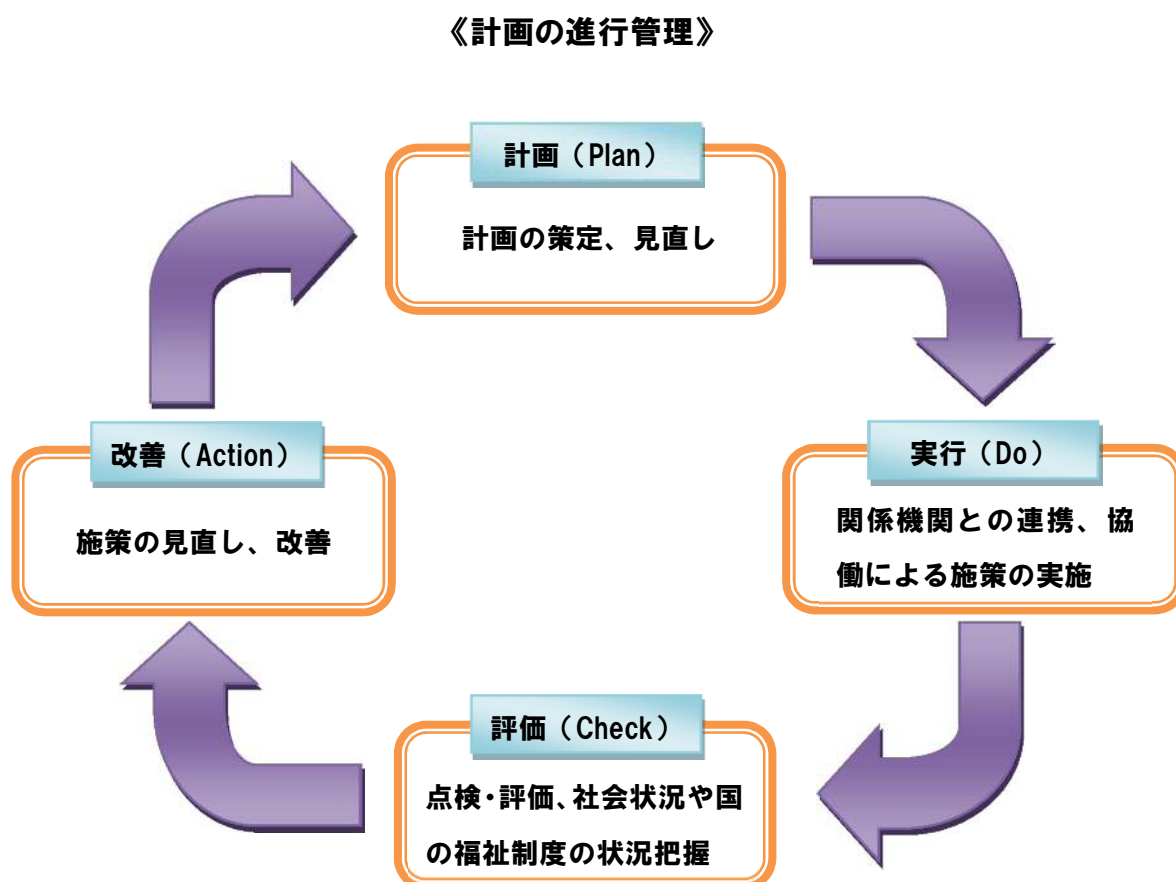 《計画の進行管理》
計画（Plan）
計画の策定、見直し
改善（Action）
施策の見直し、改善
実行（Do）
関係機関との連携、協
働による施策の実施
評価（Check）
点検・評価、社会状況や国
の福祉制度の状況把握